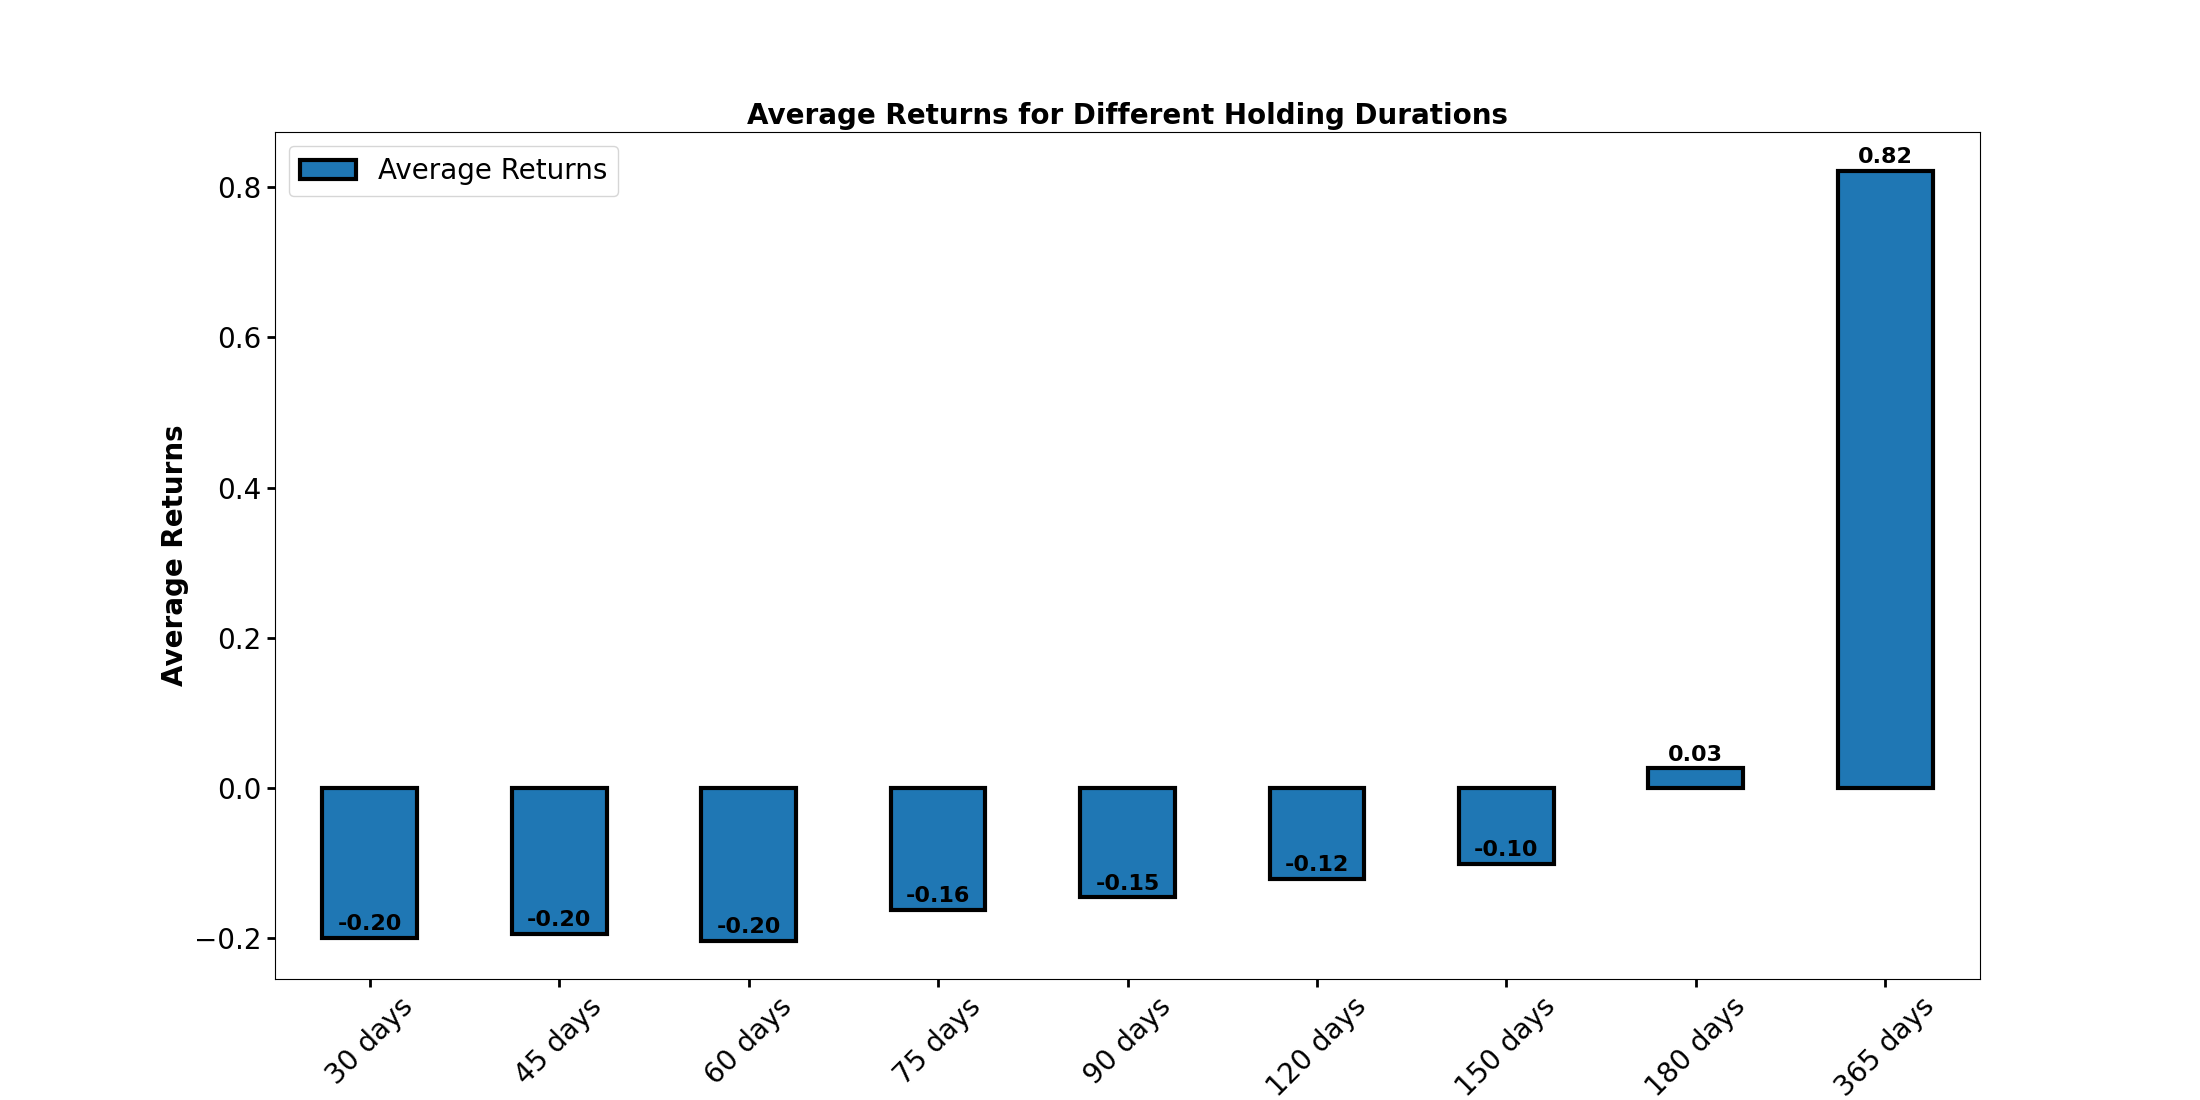 Average Returns for Different Holding Durations
Average Returns
0.82
0.8
0.6
0.4
0.2
0.0
−0.2
Average Returns
-0.20
-0.20
-0.20
-0.16
-0.15
-0.12
-0.10
0.03
30 days
45 days
60 days
75 days
90 days
120 days
150 days
180 days
365 days